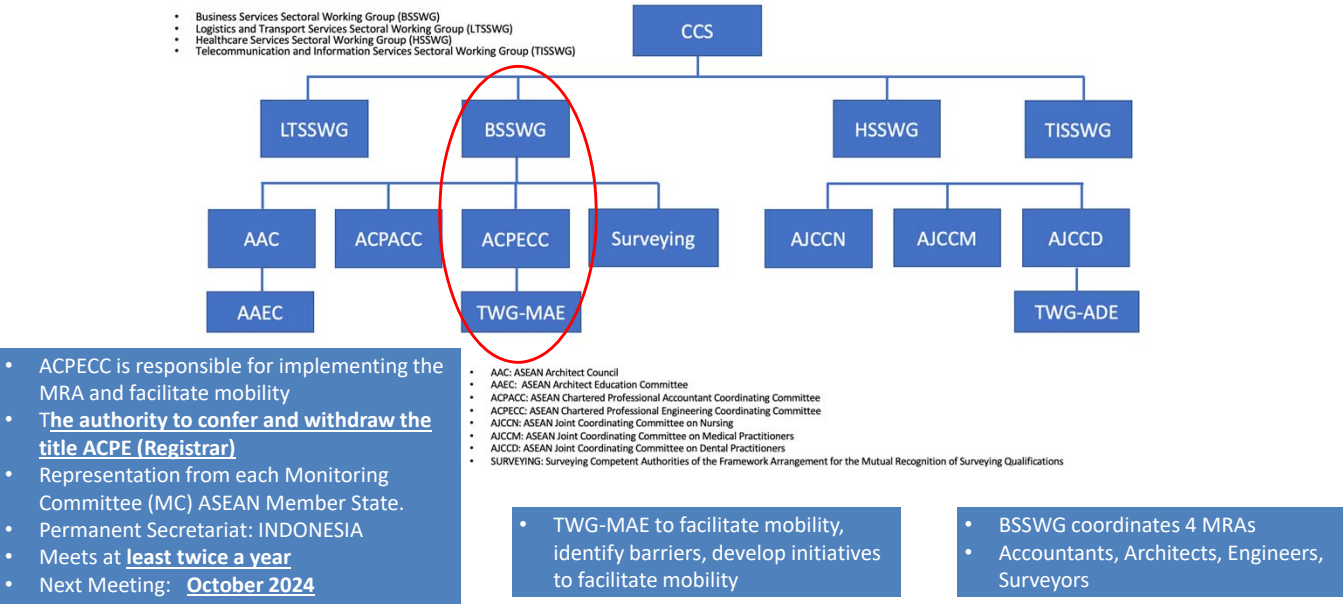 • Business Services Sectoral Working Group (BSSWG)
• Logistics and Transport Services Sectoral Working Group (LTSSWG)
• Healthcare Services Sectoral Working Group (HSSWG)
• Telecommunication and Information Services Sectoral Working Group (TISSWG)
CCS
LTSSWG
BSSWG
HSSWG
TISSWG
AAC
ACPACC
ACPECC
Surveying
AJCCN
AJCCM
AJCCD
AAEC
TWG-MAE
TWG-ADE
• ACPECC is responsible for implementing the
MRA and facilitate mobility
• The authority to confer and withdraw the
title ACPE (Registrar)
• Representation from each Monitoring
Committee (MC) ASEAN Member State.
• Permanent Secretariat: INDONESIA
• Meets at least twice a year
• Next Meeting: October 2024
• AAC: ASEAN Architect Council
• AAEC: ASEAN Architect Education Committee
• ACPACC: ASEAN Chartered Professional Accountant Coordinating Committee
• ACPECC: ASEAN Chartered Professional Engineering Coordinating Committee
• AJCCN: ASEAN Joint Coordinating Committee on Nursing
• AJCCM: ASEAN Joint Coordinating Committee on Medical Practitioners
• AJCCD: ASEAN Joint Coordinating Committee on Dental Practitioners
• SURVEYING: Surveying Competent Authorities of the Framework Arrangement for the Mutual Recognition of Surveying Qualifications
• TWG-MAE to facilitate mobility,
identify barriers, develop initiatives
to facilitate mobility
• BSSWG coordinates 4 MRAs
• Accountants, Architects, Engineers,
Surveyors